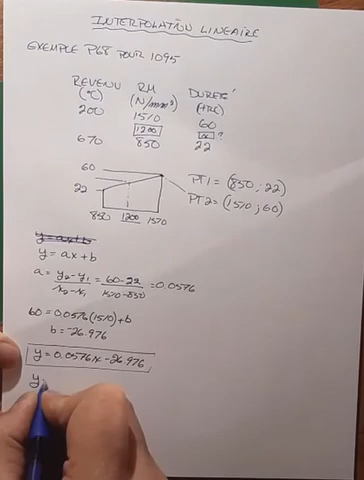 INTERPOLATION LINEAIRE
EXEMPLE P68 POUR 1095
REVENU RM DURETÉ
(°C) (N/mm²) (HRC)
200 1510 60
1200 ?
670 850 22
60
22
850 1200 1510
PT1 = (850 ; 22)
PT2 = (1510 ; 60)
y = ax + b
y = ax + b
a = y2 - y1 / x2 - x1 = 60 - 22 / 1510 - 850 = 0.0576
60 = 0.0576(1510) + b
b = -26.976
y = 0.0576x - 26.976
y =